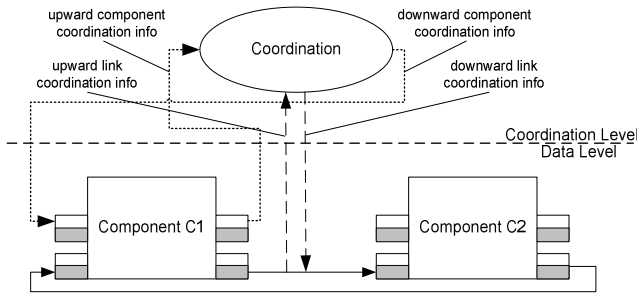 upward component
coordination info
downward component
coordination info
Coordination
upward link
coordination info
downward link
coordination info
Coordination Level
Data Level
Component C1
Component C2